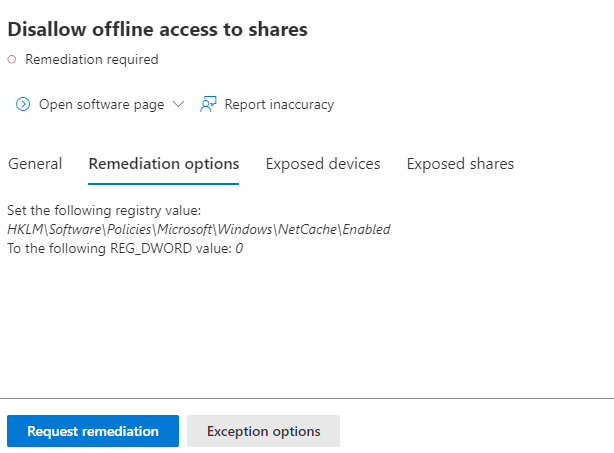 Disallow offline access to shares
Remediation required
Open software page Report inaccuracy
General Remediation options Exposed devices Exposed shares
Set the following registry value:
HKLM\Software\Policies\Microsoft\Windows\NetCache\Enabled
To the following REG_DWORD value: 0
Request remediation Exception options